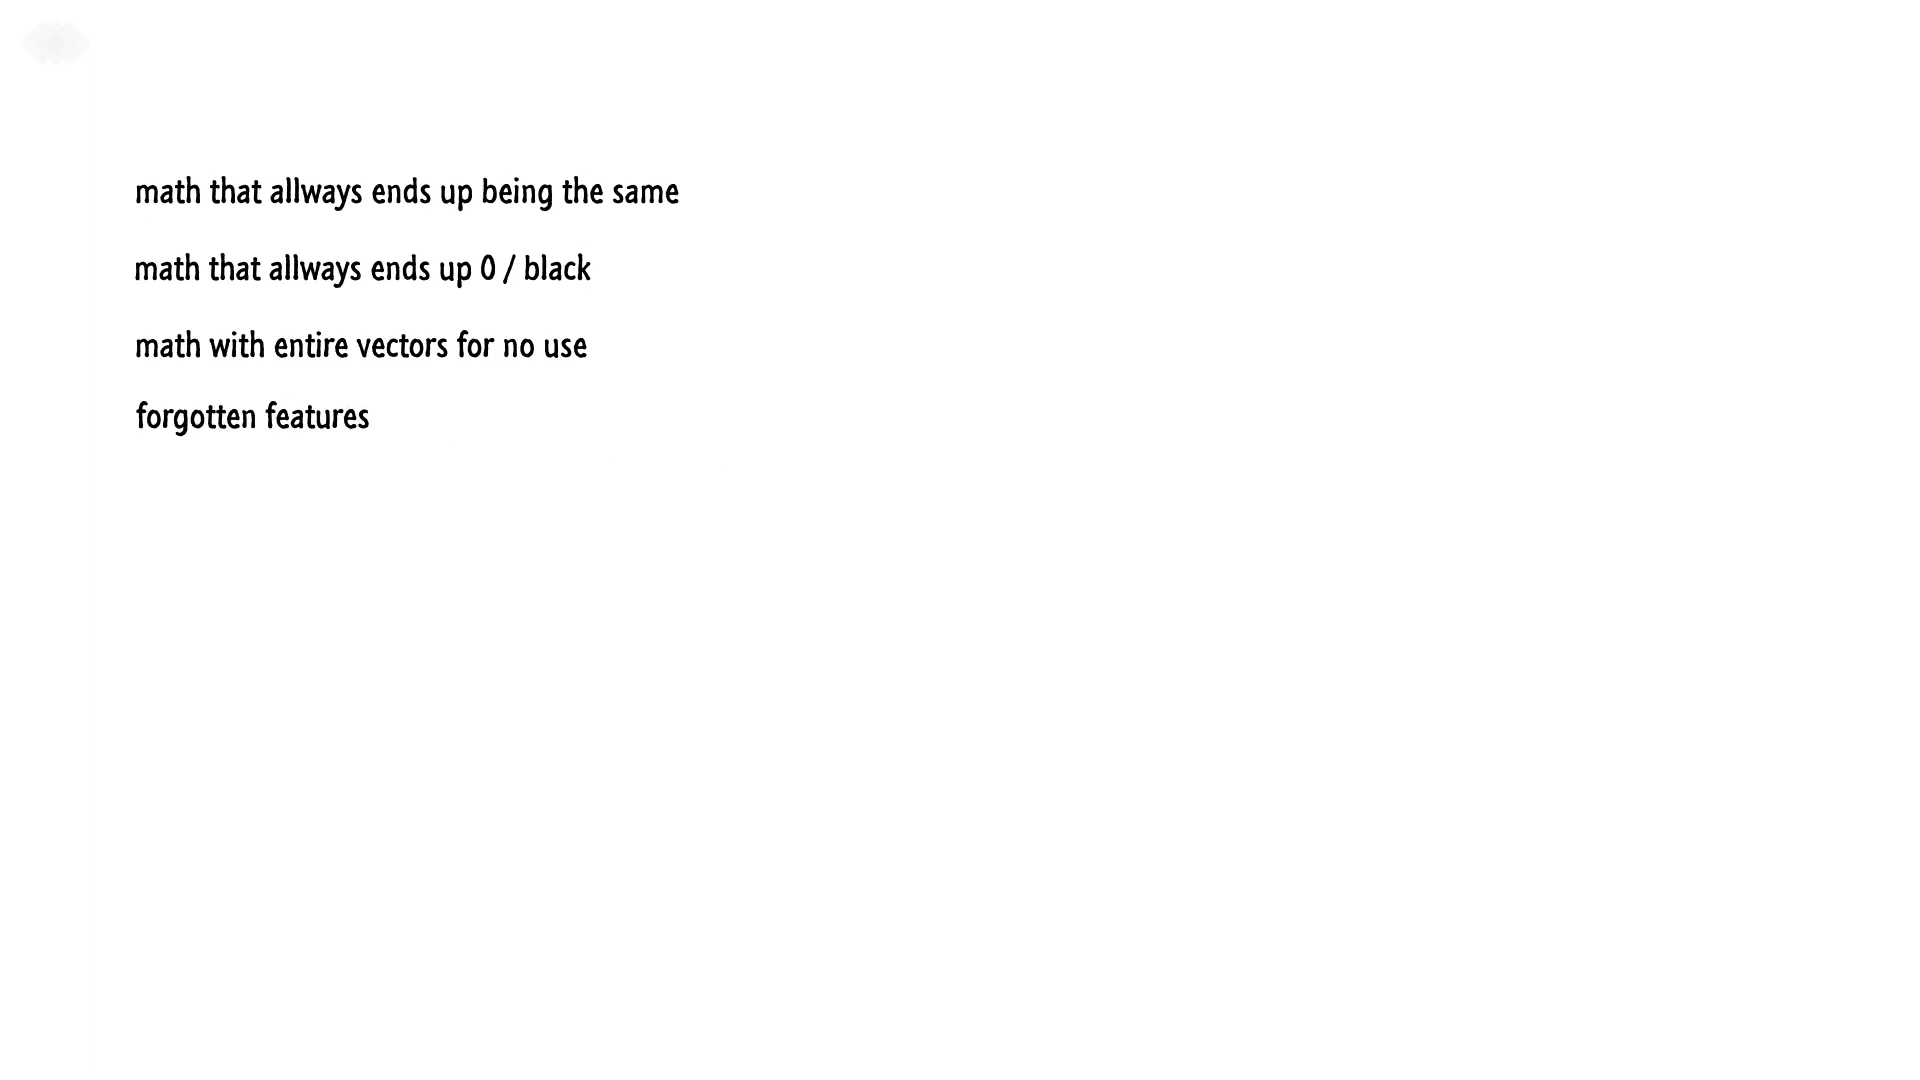 math that allways ends up being the same
math that allways ends up 0 / black
math with entire vectors for no use
forgotten features